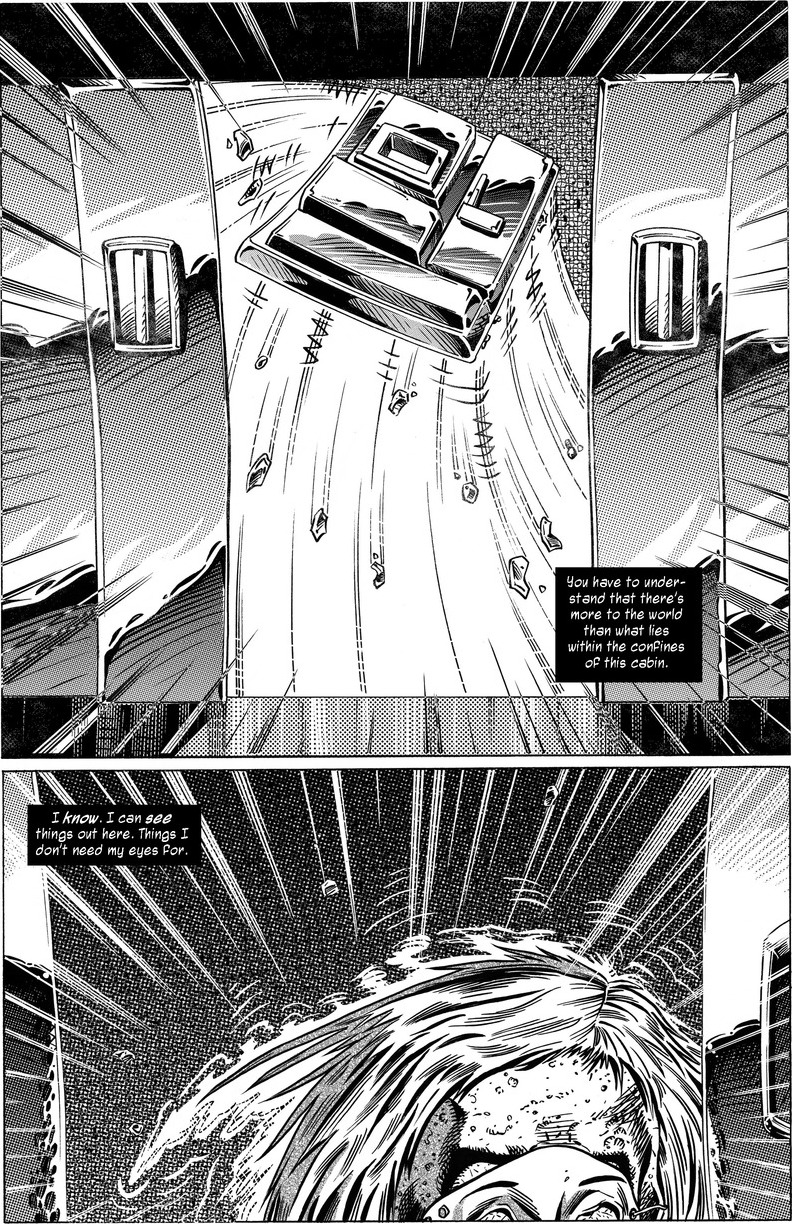 You have to under-
stand that there's
more to the world
than what lies
within the confines
of this cabin.
I know. I can see
things out here. Things I
don't need my eyes for.